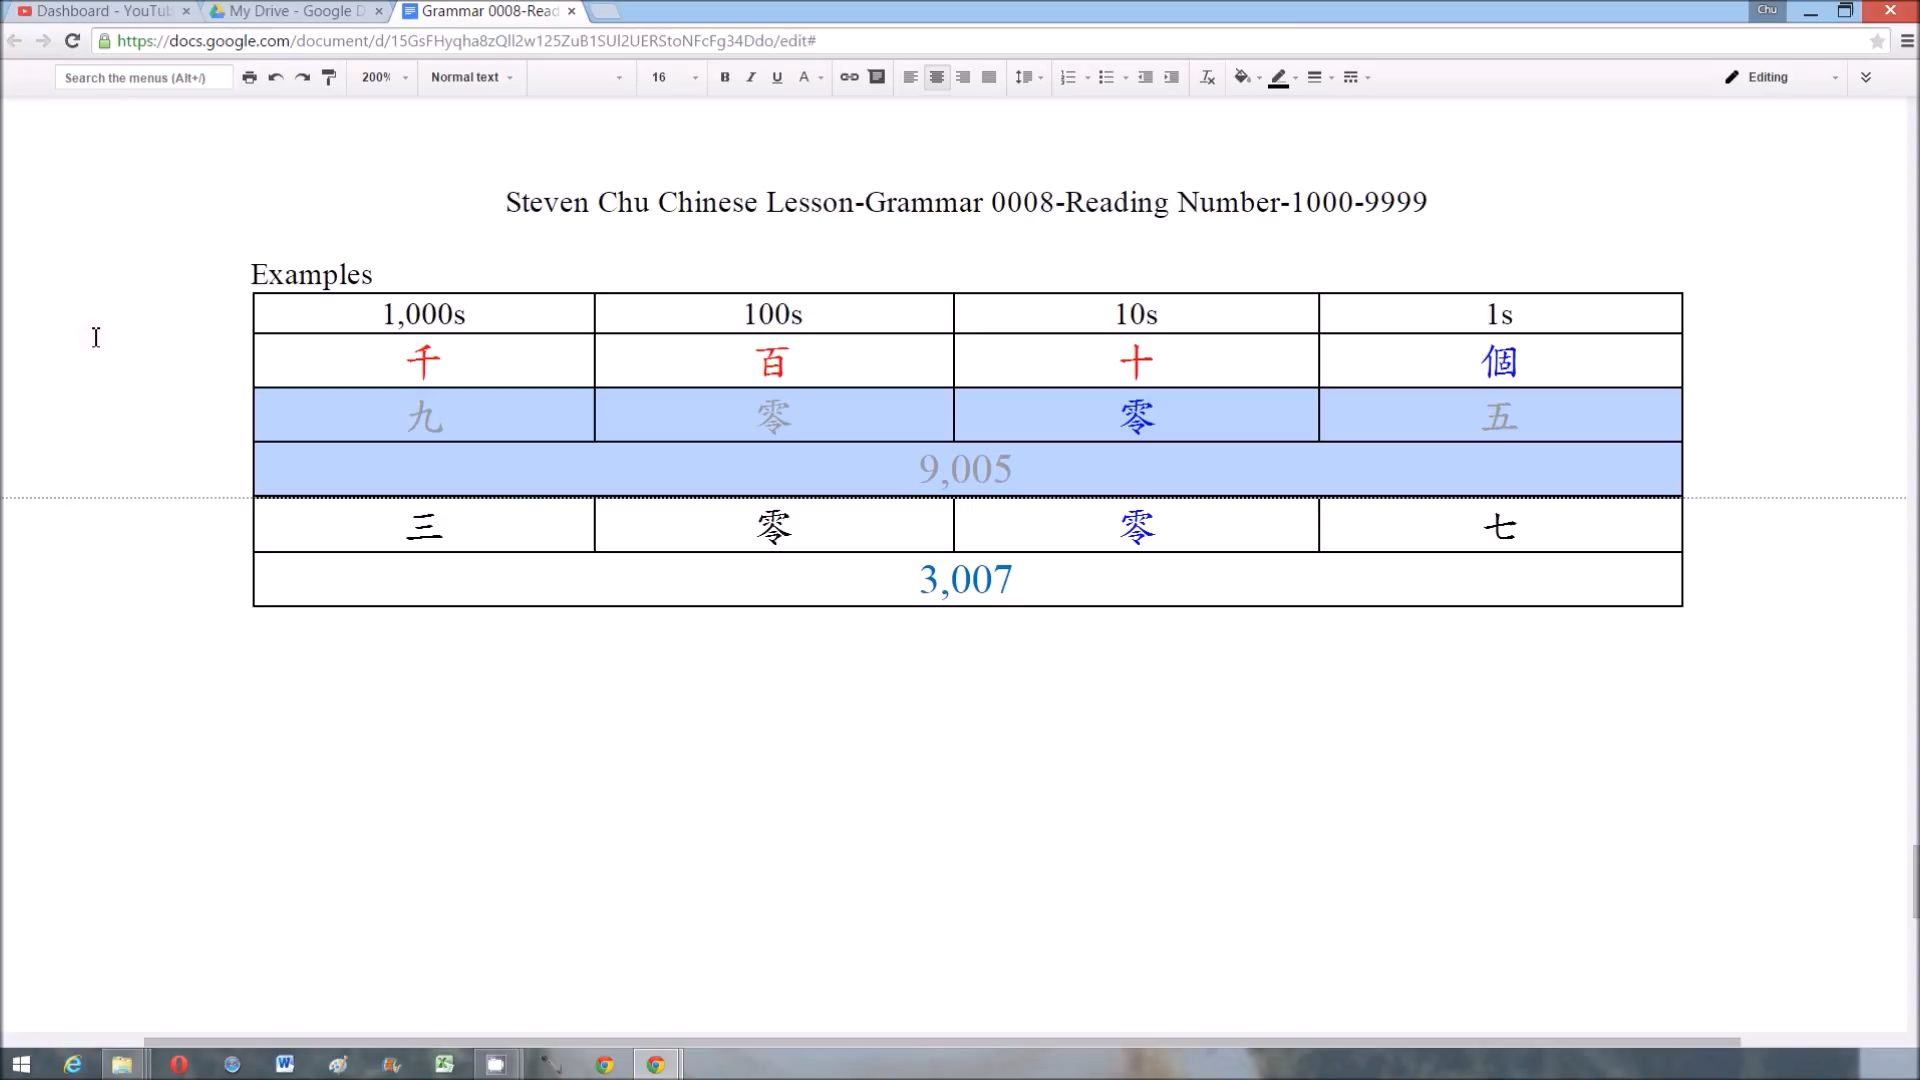 Dashboard - YouTub
My Drive - Google D
Grammar 0008-Read
Chu
https://docs.google.com/document/d/15GsFHyqha8zQll2w125ZuB1SUl2UERStoNFcFg34Ddo/edit#
Search the menus (Alt+/) 200% Normal text 16 B I U A Editing
Steven Chu Chinese Lesson-Grammar 0008-Reading Number-1000-9999
Examples
1,000s 100s 10s 1s
千 百 十 個
九 零 零 五
9,005
三 零 零 七
3,007